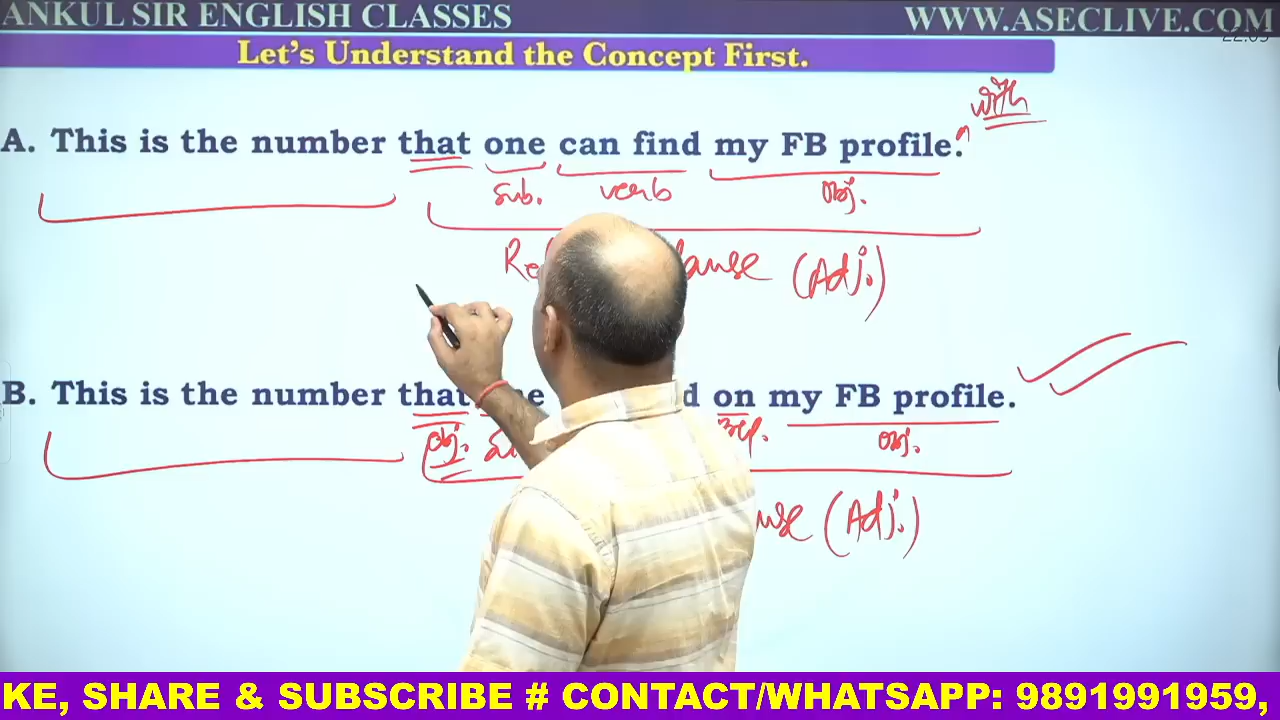 ANKUL SIR ENGLISH CLASSES
WWW.ASECLIVE.COM
Let's Understand the Concept First.
with
A. This is the number that one can find my FB profile.
sub. verb obj.
(Adj.)
B. This is the number that on my FB profile.
obj. obj.
(Adj.)
KE, SHARE & SUBSCRIBE # CONTACT/WHATSAPP: 9891991959,